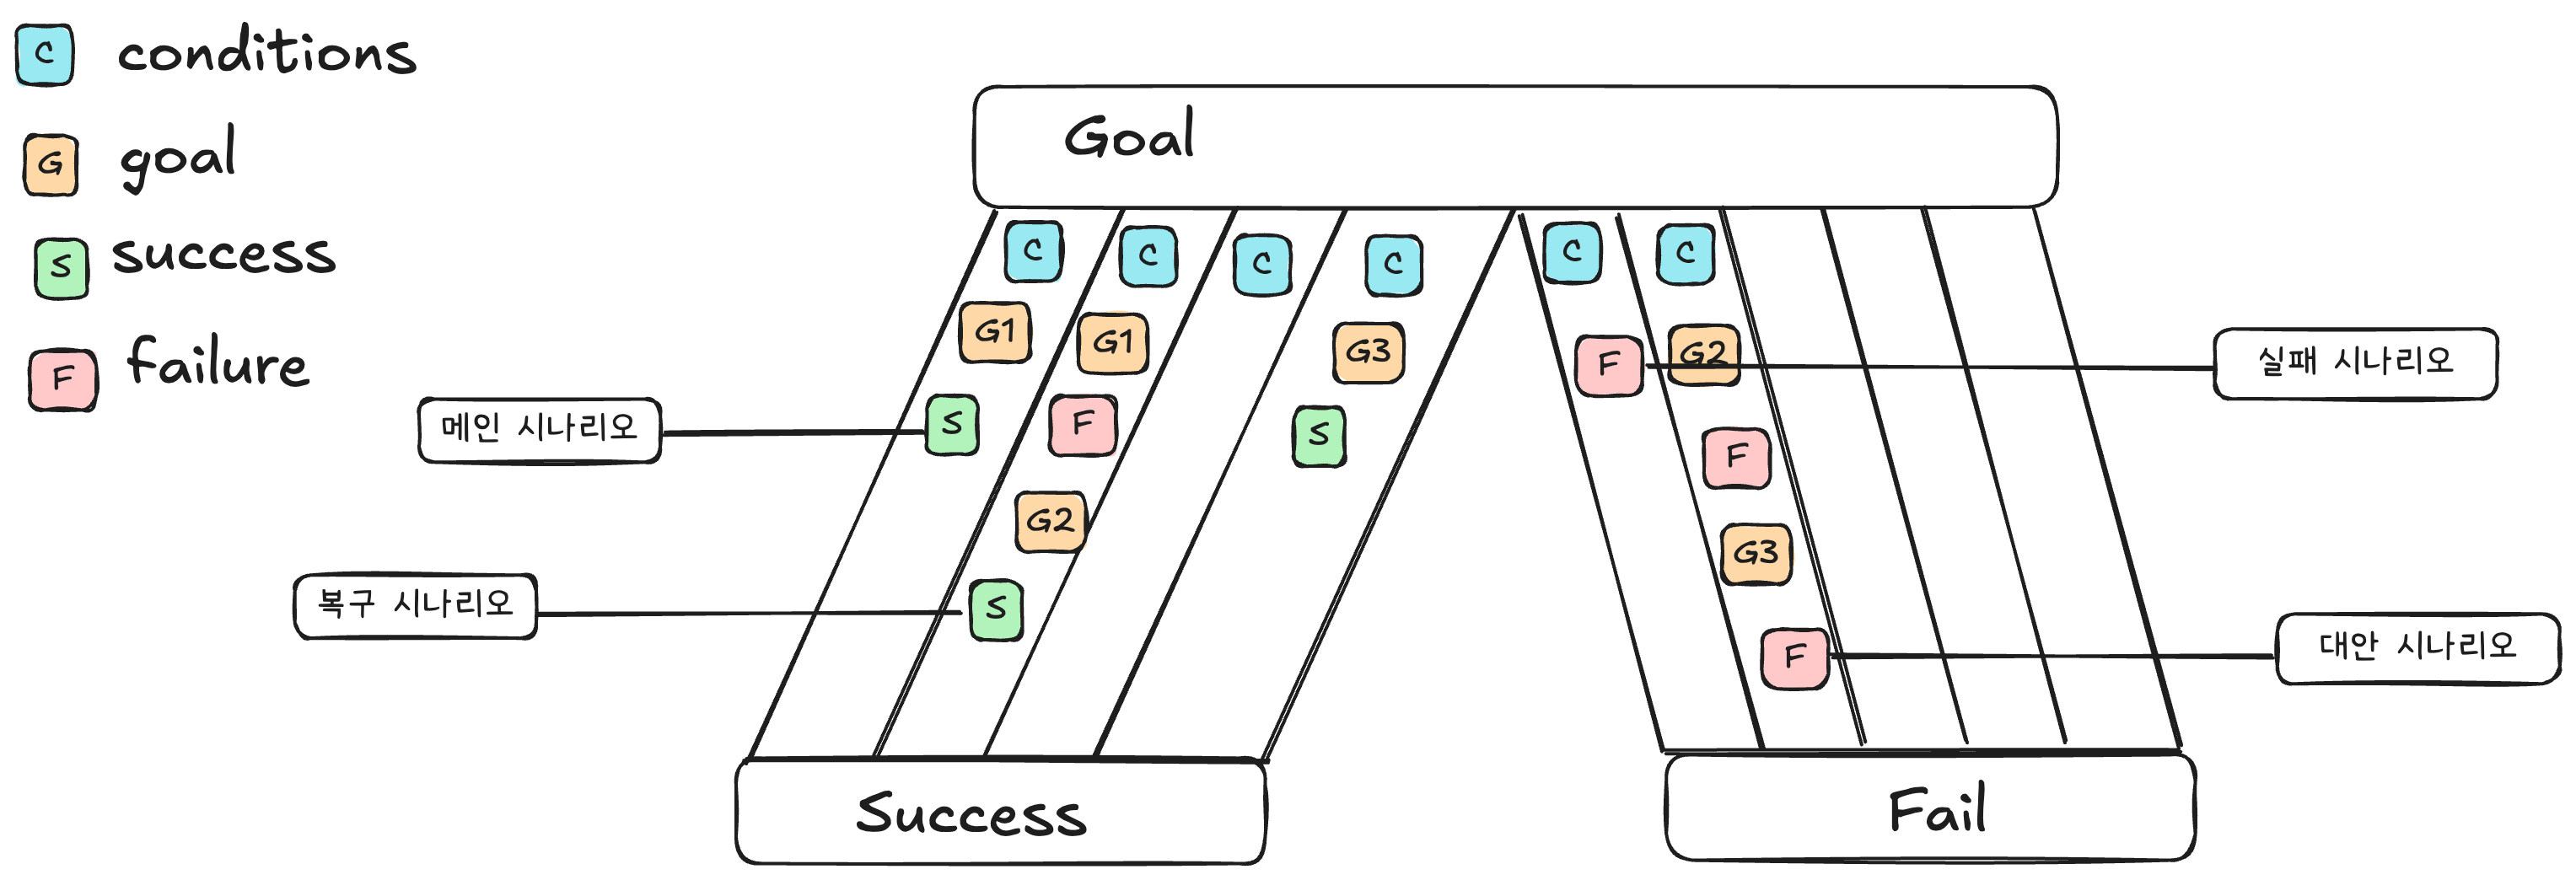 C conditions
G goal
S success
F failure
Goal
C C C C C C
G1 G1 G3 G2
S F S F F
G2 G3
S F
메인 시나리오
복구 시나리오
실패 시나리오
대안 시나리오
Success
Fail